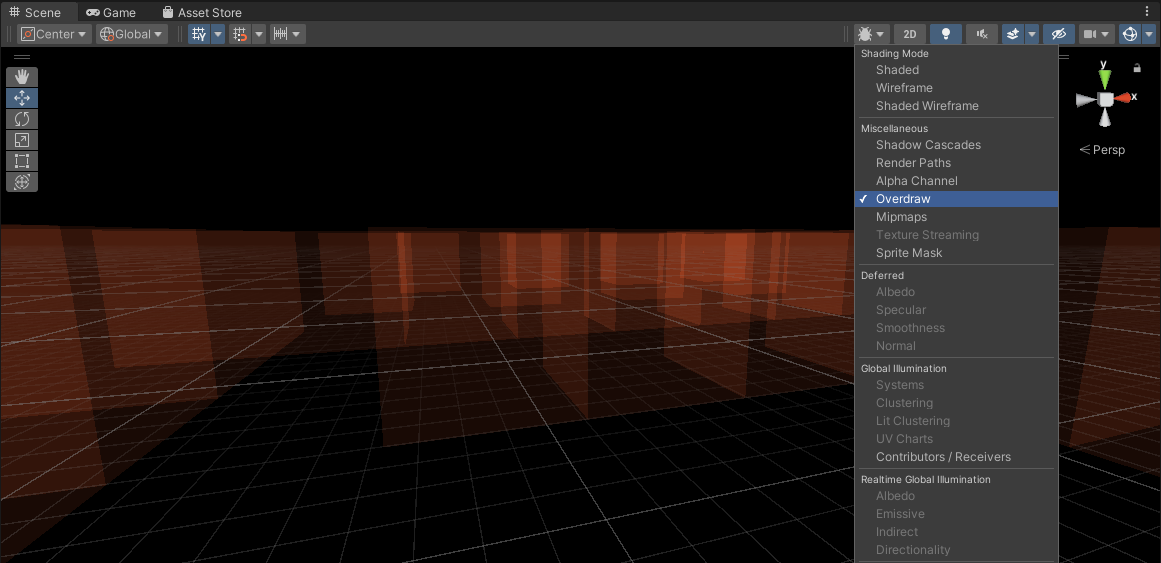 Scene
Game
Asset Store
Center
Global
2D
Shading Mode
Shaded
Wireframe
Shaded Wireframe
Miscellaneous
Shadow Cascades
Render Paths
Alpha Channel
Overdraw
Mipmaps
Texture Streaming
Sprite Mask
Deferred
Albedo
Specular
Smoothness
Normal
Global Illumination
Systems
Clustering
Lit Clustering
UV Charts
Contributors / Receivers
Realtime Global Illumination
Albedo
Emissive
Indirect
Directionality
y
x
Persp